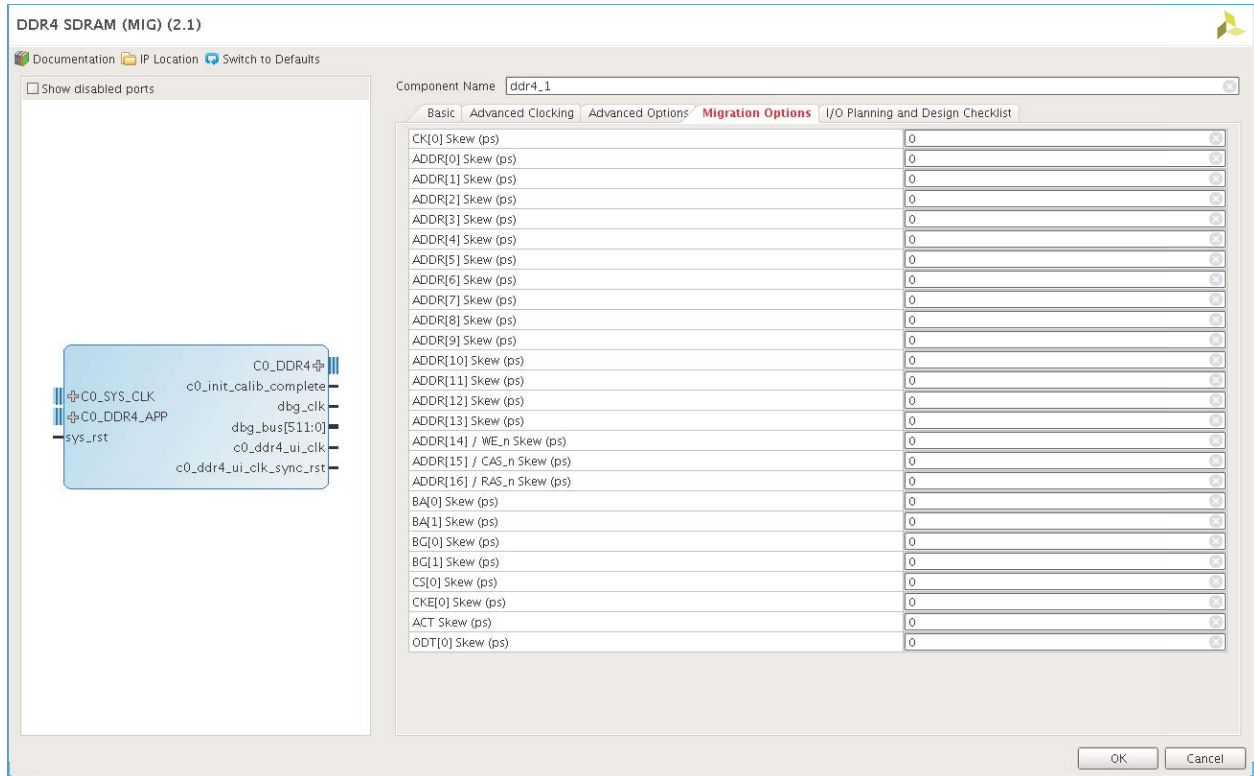 DDR4 SDRAM (MIG) (2.1)
Documentation IP Location Switch to Defaults
Show disabled ports
C0_DDR4
C0_SYS_CLK
c0_init_calib_complete
C0_DDR4_APP
dbg_clk
sys_rst
dbg_bus[511:0]
c0_ddr4_ui_clk
c0_ddr4_ui_clk_sync_rst
Component Name ddr4_1
Basic Advanced Clocking Advanced Options Migration Options I/O Planning and Design Checklist
CK[0] Skew (ps) 0
ADDR[0] Skew (ps) 0
ADDR[1] Skew (ps) 0
ADDR[2] Skew (ps) 0
ADDR[3] Skew (ps) 0
ADDR[4] Skew (ps) 0
ADDR[5] Skew (ps) 0
ADDR[6] Skew (ps) 0
ADDR[7] Skew (ps) 0
ADDR[8] Skew (ps) 0
ADDR[9] Skew (ps) 0
ADDR[10] Skew (ps) 0
ADDR[11] Skew (ps) 0
ADDR[12] Skew (ps) 0
ADDR[13] Skew (ps) 0
ADDR[14] / WE_n Skew (ps) 0
ADDR[15] / CAS_n Skew (ps) 0
ADDR[16] / RAS_n Skew (ps) 0
BA[0] Skew (ps) 0
BA[1] Skew (ps) 0
BG[0] Skew (ps) 0
BG[1] Skew (ps) 0
CS[0] Skew (ps) 0
CKE[0] Skew (ps) 0
ACT Skew (ps) 0
ODT[0] Skew (ps) 0
OK Cancel